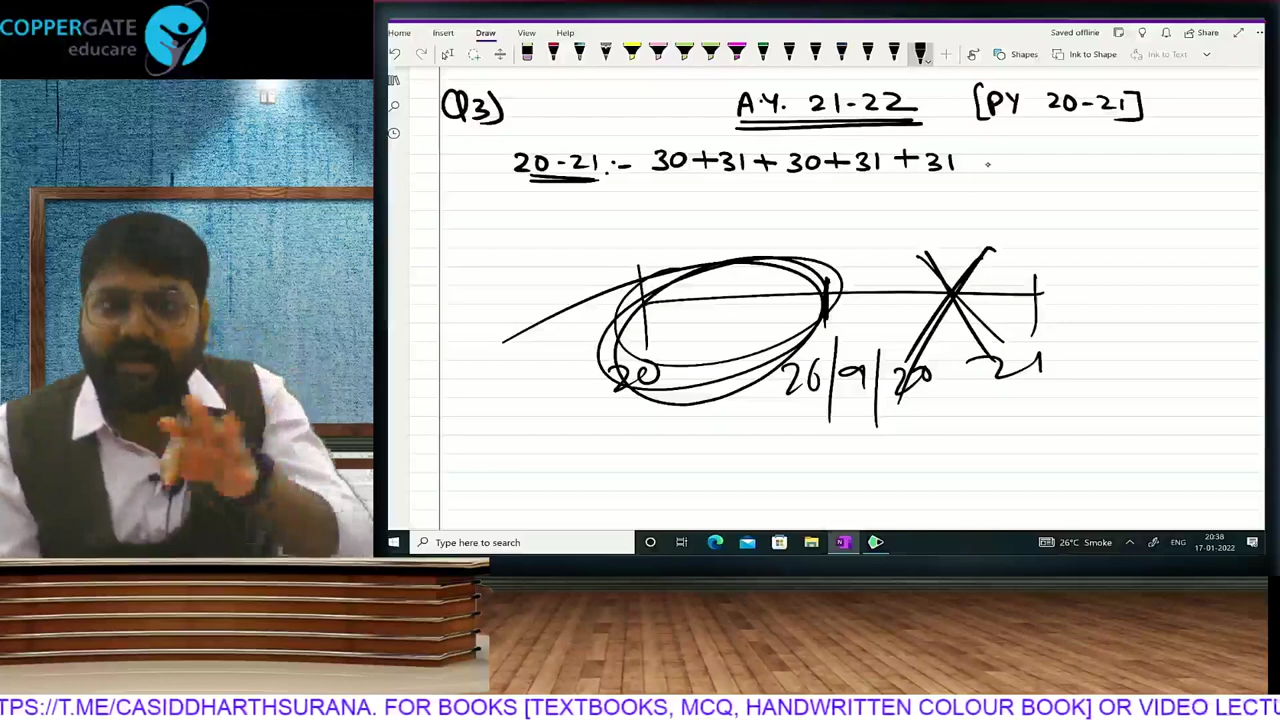 COPPERGATE
educare
Home Insert Draw View Help
Saved offline
Share
Shapes
Ink to Shape
Ink to Text
Q3) A.Y. 21-22 [PY 20-21]
20-21:- 30+31+30+31+31
20 26/9/20 21
Type here to search
26°C Smoke
ENG
20:38
17-01-2022
TPS://T.ME/CASIDDHARTHSURANA. FOR BOOKS [TEXTBOOKS, MCQ, HANDWRITTEN COLOUR BOOK] OR VIDEO LECTU